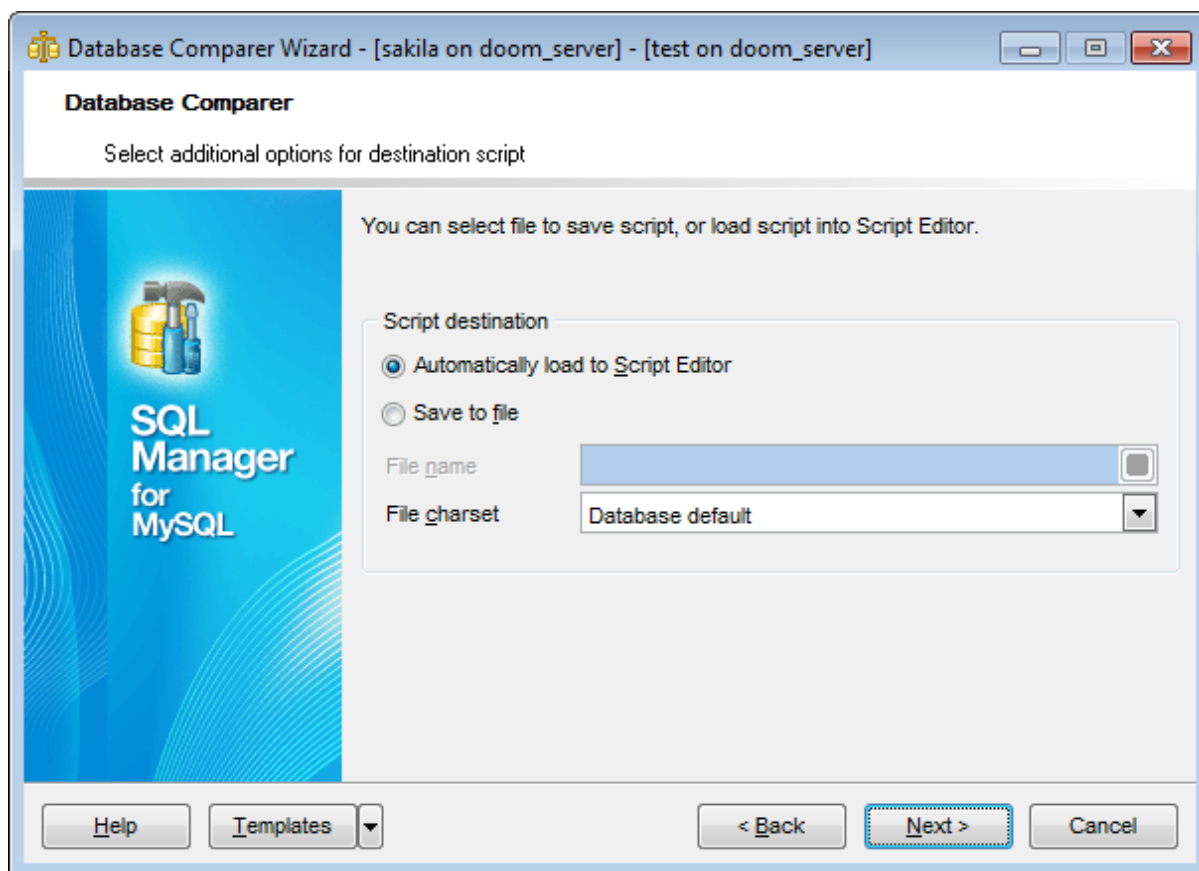 Database Comparer Wizard - [sakila on doom_server] - [test on doom_server]
Database Comparer
Select additional options for destination script
You can select file to save script, or load script into Script Editor.
SQL
Manager
for
MySQL
Script destination
Automatically load to Script Editor
Save to file
File name
File charset
Database default
Help
Templates
< Back
Next >
Cancel